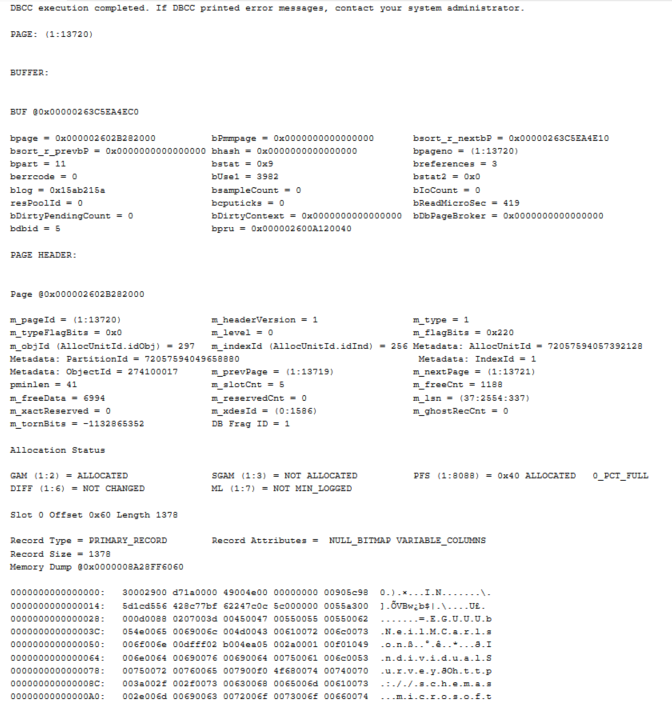 DBCC execution completed. If DBCC printed error messages, contact your system administrator.
PAGE: (1:13720)
BUFFER:
BUF @0x00000263C5EA4EC0
bpage = 0x000002602B282000 bPmmpage = 0x0000000000000000 bsort_r_nextbP = 0x00000263C5EA4E10
bsort_r_prevbP = 0x0000000000000000 bhash = 0x0000000000000000 bpageno = (1:13720)
bpart = 11 bstat = 0x9 breferences = 3
berrcode = 0 bUse1 = 3982 bstat2 = 0x0
blog = 0x15ab215a bsampleCount = 0 bIoCount = 0
resPoolId = 0 bcputicks = 0 bReadMicroSec = 419
bDirtyPendingCount = 0 bDirtyContext = 0x0000000000000000 bDbPageBroker = 0x0000000000000000
bdbid = 5 bpru = 0x000002600A120040
PAGE HEADER:
Page @0x000002602B282000
m_pageId = (1:13720) m_headerVersion = 1 m_type = 1
m_typeFlagBits = 0x0 m_level = 0 m_flagBits = 0x220
m_objId (AllocUnitId.idObj) = 297 m_indexId (AllocUnitId.idInd) = 256 Metadata: AllocUnitId = 72057594057392128
Metadata: PartitionId = 72057594049658880 Metadata: IndexId = 1
Metadata: ObjectId = 274100017 m_prevPage = (1:13719) m_nextPage = (1:13721)
pminlen = 41 m_slotCnt = 5 m_freeCnt = 1188
m_freeData = 6994 m_reservedCnt = 0 m_lsn = (37:2554:337)
m_xactReserved = 0 m_xdesId = (0:1586) m_ghostRecCnt = 0
m_tornBits = -1132865352 DB Frag ID = 1
Allocation Status
GAM (1:2) = ALLOCATED SGAM (1:3) = NOT ALLOCATED PFS (1:8088) = 0x40 ALLOCATED 0_PCT_FULL
DIFF (1:6) = NOT CHANGED ML (1:7) = NOT MIN_LOGGED
Slot 0 Offset 0x60 Length 1378
Record Type = PRIMARY_RECORD Record Attributes = NULL_BITMAP VARIABLE_COLUMNS
Record Size = 1378
Memory Dump @0x0000008A28FF6060
0000000000000000: 30002900 d71a0000 49004e00 00000000 00905c98 0.).×...I.N.......\.
0000000000000014: 5d1cd556 428c77bf 62247c0c 5c000000 0055a300 ].ÕVB.w¿b$|.\....U£.
0000000000000028: 000d0088 0207003d 00450047 00550055 00550062 .......=.E.G.U.U.U.b
000000000000003C: 054e0065 0069006c 004d0043 00610072 006c0073 .N.e.i.l.M.C.a.r.l.s
0000000000000050: 006f006e 00dfff02 b004ea05 002a0001 00f01049
0000000000000064: 006e0064 00690076 00690064 00750061 006c0053 .n.d.i.v.i.d.u.a.l.S
0000000000000078: 00750072 00760065 007900f0 4f680074 00740070 .u.r.v.e.y.ðOh.t.t.p
000000000000008C: 003a002f 002f0073 00630068 0065006d 00610073 .:././.s.c.h.e.m.a.s
00000000000000A0: 002e006d 00690063 0072006f 0073006f 00660074 ...m.i.c.r.o.s.o.f.t